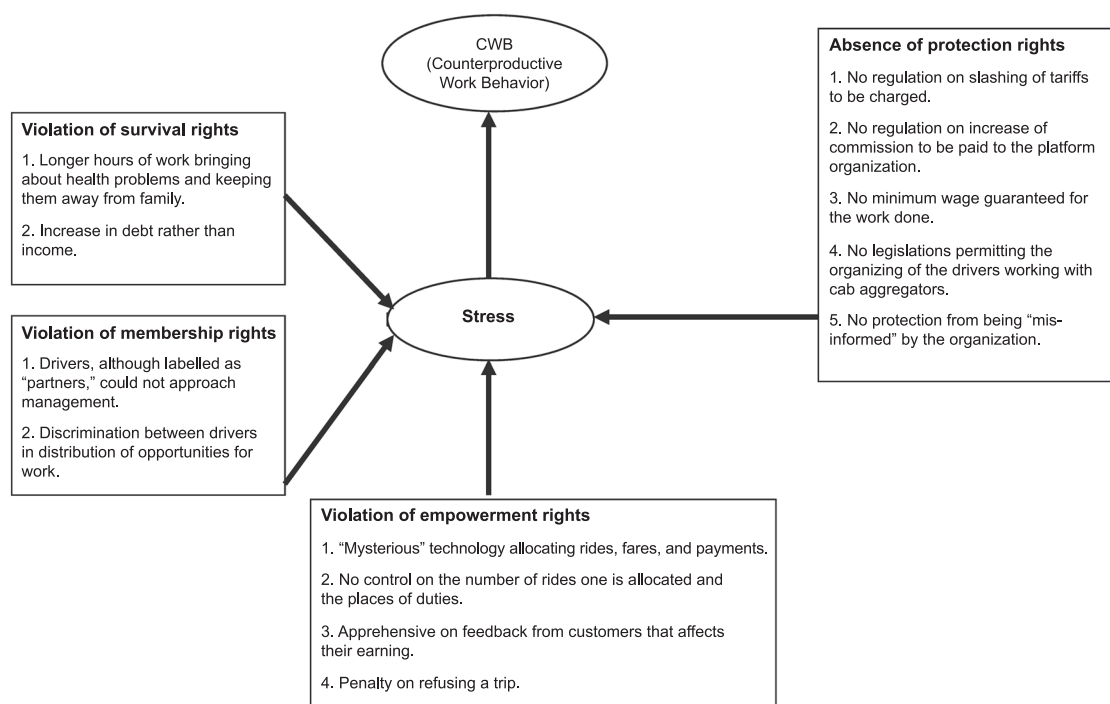 CWB
(Counterproductive
Work Behavior)
Absence of protection rights
1. No regulation on slashing of tariffs
to be charged.
2. No regulation on increase of
commission to be paid to the platform
organization.
3. No minimum wage guaranteed for
the work done.
4. No legislations permitting the
organizing of the drivers working with
cab aggregators.
5. No protection from being “mis-
informed” by the organization.
Violation of survival rights
1. Longer hours of work bringing
about health problems and keeping
them away from family.
2. Increase in debt rather than
income.
Stress
Violation of membership rights
1. Drivers, although labelled as
“partners,” could not approach
management.
2. Discrimination between drivers
in distribution of opportunities for
work.
Violation of empowerment rights
1. “Mysterious” technology allocating rides, fares, and payments.
2. No control on the number of rides one is allocated and
the places of duties.
3. Apprehensive on feedback from customers that affects
their earning.
4. Penalty on refusing a trip.